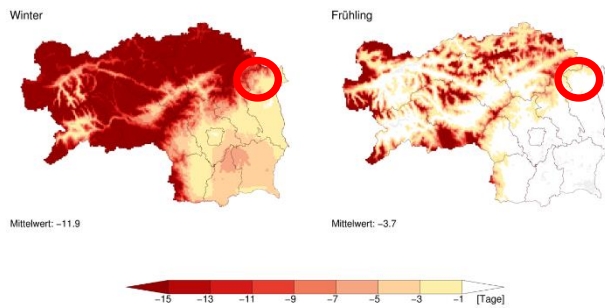 Winter
Frühling
Mittelwert: −11.9
Mittelwert: −3.7
−15 −13 −11 −9 −7 −5 −3 −1 [Tage]